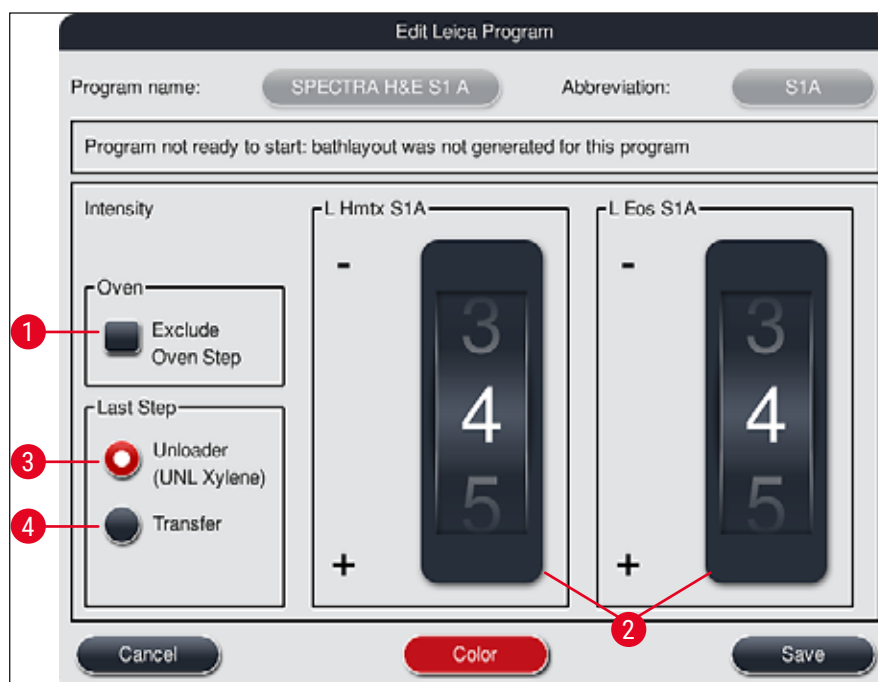 Edit Leica Program
Program name:
SPECTRA H&E S1 A
Abbreviation:
S1A
Program not ready to start: bathlayout was not generated for this program
Intensity
L Hmtx S1A
L Eos S1A
-
-
Oven
1
Exclude
Oven Step
3
3
4
4
5
5
Last Step
3
Unloader
(UNL Xylene)
4
Transfer
+
+
2
Cancel
Color
Save